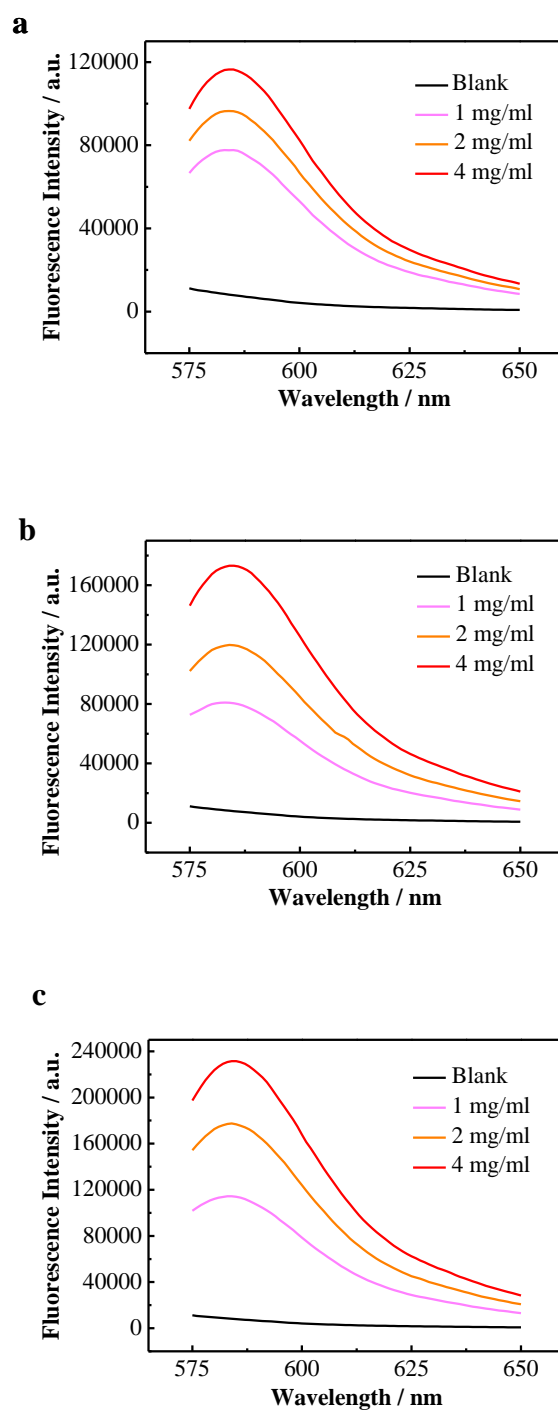 a
Fluorescence Intensity / a.u.
120000
80000
40000
0
Blank
1 mg/ml
2 mg/ml
4 mg/ml
575 600 625 650
Wavelength / nm
b
Fluorescence Intensity / a.u.
160000
120000
80000
40000
0
Blank
1 mg/ml
2 mg/ml
4 mg/ml
575 600 625 650
Wavelength / nm
c
Fluorescence Intensity / a.u.
240000
200000
160000
120000
80000
40000
0
Blank
1 mg/ml
2 mg/ml
4 mg/ml
575 600 625 650
Wavelength / nm